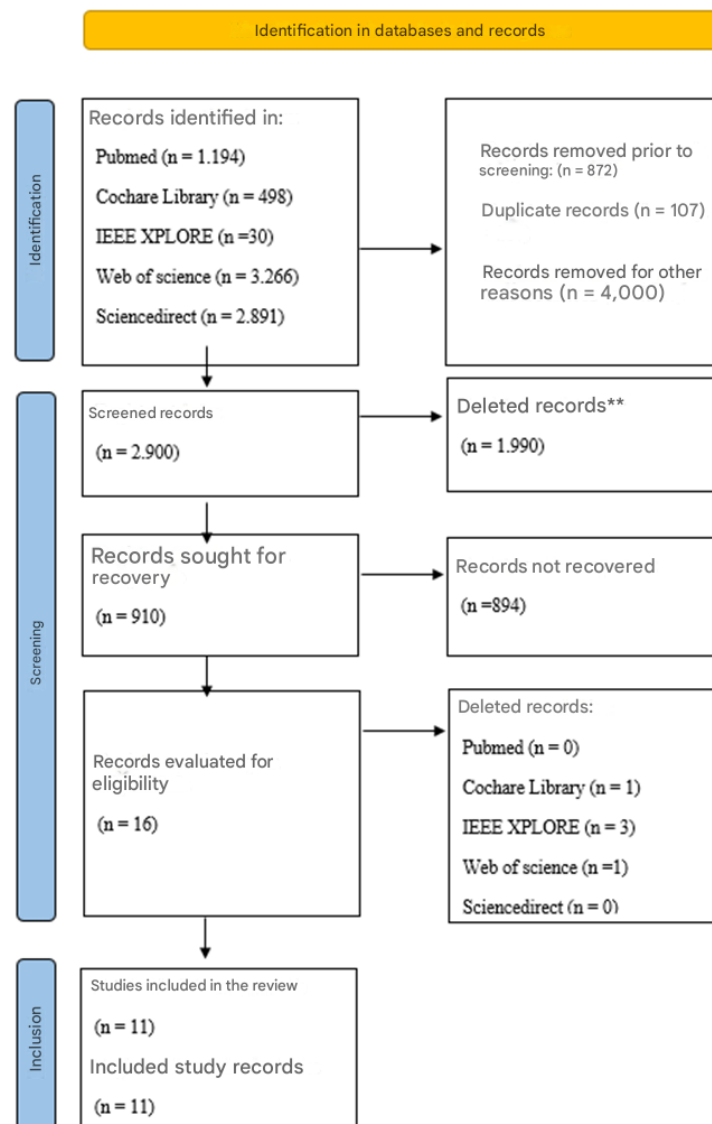 Identification in databases and records
Identification
Records identified in:
Pubmed (n = 1.194)
Cochare Library (n = 498)
IEEE XPLORE (n =30)
Web of science (n = 3.266)
Sciencedirect (n = 2.891)
Records removed prior to
screening: (n = 872)
Duplicate records (n = 107)
Records removed for other
reasons (n = 4,000)
Screening
Screened records
(n = 2.900)
Deleted records**
(n = 1.990)
Records sought for
recovery
(n = 910)
Records not recovered
(n =894)
Records evaluated for
eligibility
(n = 16)
Deleted records:
Pubmed (n = 0)
Cochare Library (n = 1)
IEEE XPLORE (n = 3)
Web of science (n =1)
Sciencedirect (n = 0)
Inclusion
Studies included in the review
(n = 11)
Included study records
(n = 11)